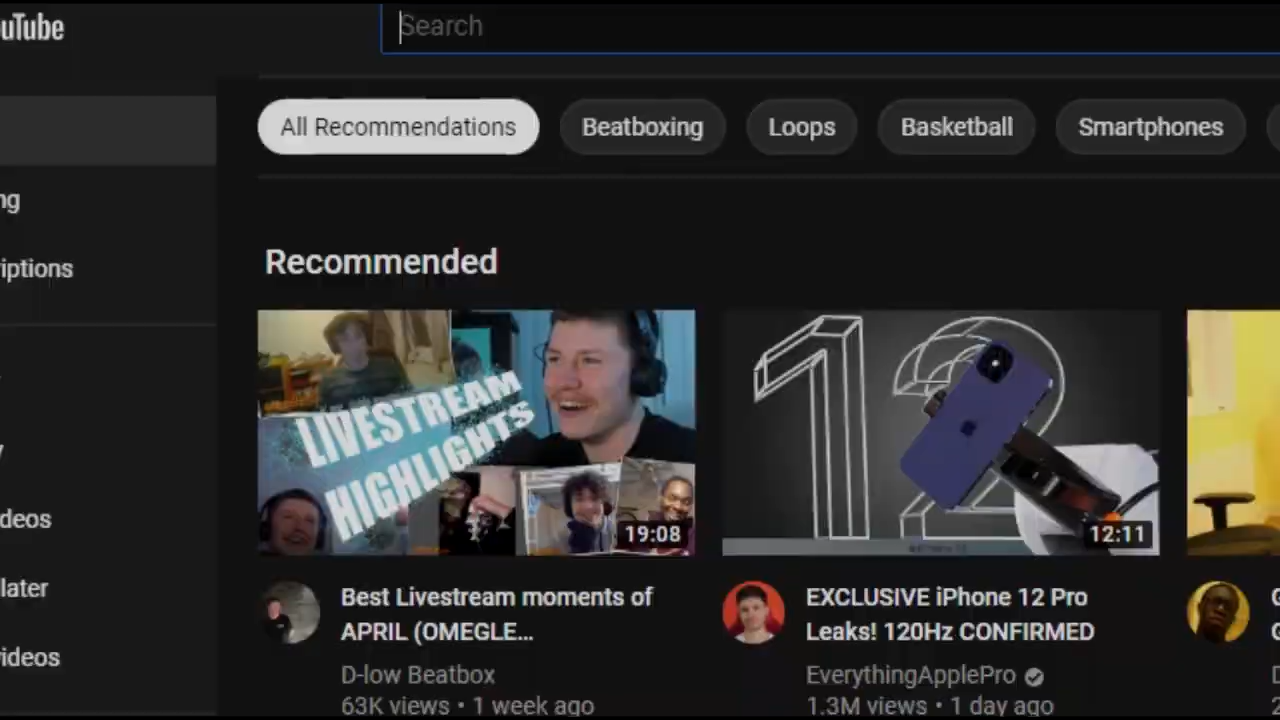 uTube
Search
All Recommendations
Beatboxing
Loops
Basketball
Smartphones
ng
riptions
deos
later
videos
Recommended
LIVESTREAM
HIGHLIGHTS
19:08
12
12:11
Best Livestream moments of
APRIL (OMEGLE...
D-low Beatbox
63K views • 1 week ago
EXCLUSIVE iPhone 12 Pro
Leaks! 120Hz CONFIRMED
EverythingApplePro
1.3M views • 1 day ago